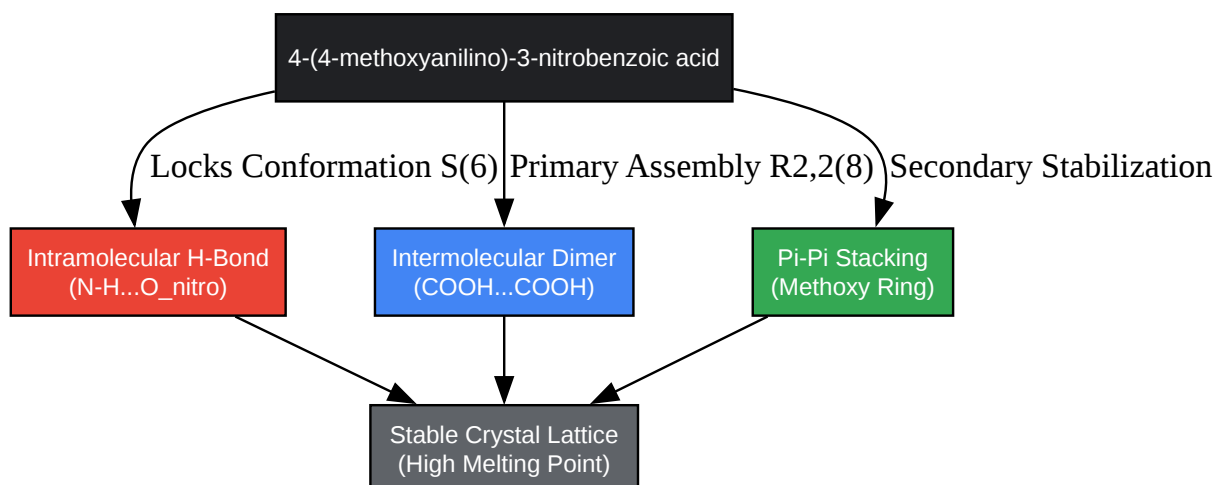 4-(4-methoxyanilino)-3-nitrobenzoic acid
Locks Conformation S(6)
Primary Assembly R2,2(8)
Secondary Stabilization
Intramolecular H-Bond
(N-H...O_nitro)
Intermolecular Dimer
(COOH...COOH)
Pi-Pi Stacking
(Methoxy Ring)
Stable Crystal Lattice
(High Melting Point)